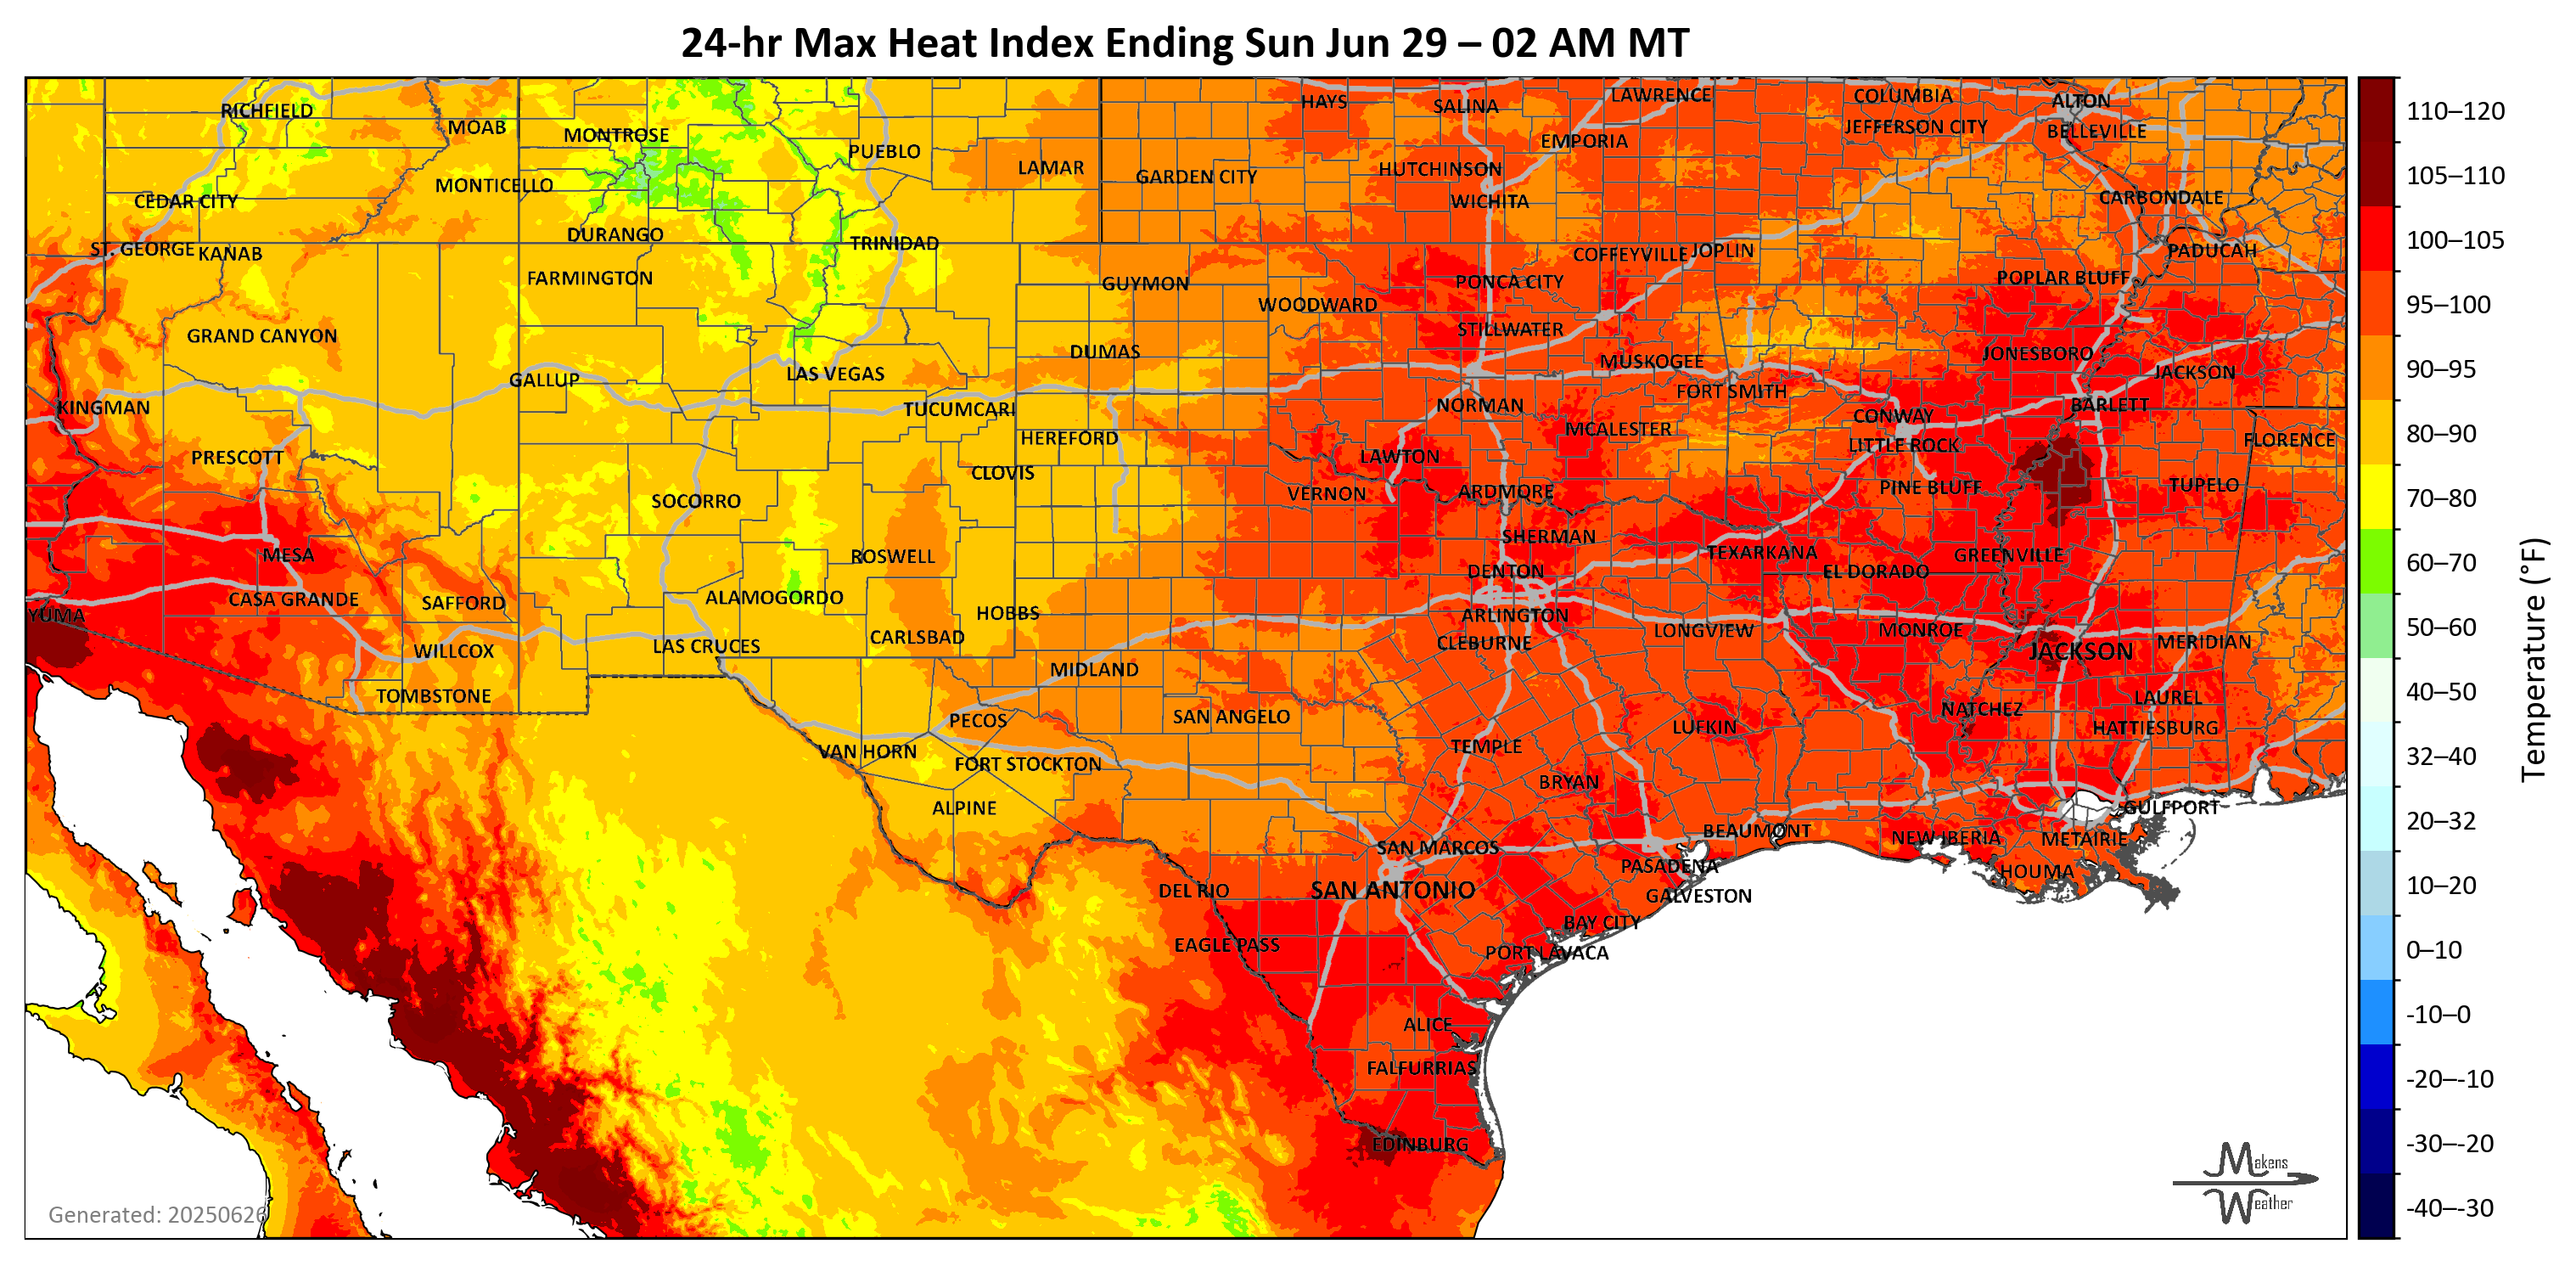 24-hr Max Heat Index Ending Sun Jun 29 – 02 AM MT
RICHFIELD
MOAB
MONTROSE
PUEBLO
LAMAR
GARDEN CITY
HAYS
SALINA
LAWRENCE
EMPORIA
COLUMBIA
JEFFERSON CITY
ALTON
BELLEVILLE
CEDAR CITY
MONTICELLO
HUTCHINSON
WICHITA
CARBONDALE
ST. GEORGE
KANAB
DURANGO
TRINIDAD
COFFEYVILLE
JOPLIN
PADUCAH
FARMINGTON
GUYMON
WOODWARD
PONCA CITY
POPLAR BLUFF
GRAND CANYON
DUMAS
STILLWATER
MUSKOGEE
JONESBORO
GALLUP
LAS VEGAS
FORT SMITH
JACKSON
KINGMAN
TUCUMCARI
NORMAN
CONWAY
BARLETT
HEREFORD
MCALESTER
LITTLE ROCK
FLORENCE
PRESCOTT
CLOVIS
LAWTON
SOCORRO
VERNON
ARDMORE
PINE BLUFF
TUPELO
MESA
ROSWELL
SHERMAN
TEXARKANA
GREENVILLE
DENTON
EL DORADO
CASA GRANDE
SAFFORD
ALAMOGORDO
HOBBS
YUMA
ARLINGTON
CARLSBAD
CLEBURNE
LONGVIEW
MONROE
MERIDIAN
WILLCOX
LAS CRUCES
MIDLAND
JACKSON
TOMBSTONE
LAUREL
PECOS
SAN ANGELO
NATCHEZ
LUFKIN
HATTIESBURG
VAN HORN
FORT STOCKTON
TEMPLE
BRYAN
ALPINE
GULFPORT
SAN MARCOS
BEAUMONT
NEW IBERIA
METAIRIE
PASADENA
HOUMA
DEL RIO
SAN ANTONIO
GALVESTON
BAY CITY
EAGLE PASS
PORT LAVACA
ALICE
FALFURRIAS
EDINBURG
Generated: 20250626
Makens
Weather
110–120
105–110
100–105
95–100
90–95
80–90
70–80
60–70
50–60
40–50
32–40
20–32
10–20
0–10
-10–0
-20–-10
-30–-20
-40–-30
Temperature (°F)